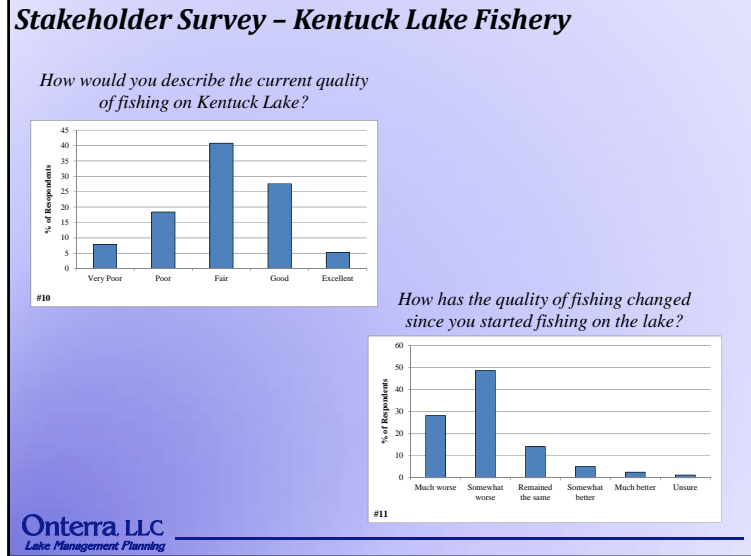 Stakeholder Survey – Kentuck Lake Fishery
How would you describe the current quality
of fishing on Kentuck Lake?
45
40
35
30
25
20
15
10
5
0
% of Resopondents
Very Poor Poor Fair Good Excellent
#10
How has the quality of fishing changed
since you started fishing on the lake?
60
50
40
30
20
10
0
% of Respondents
Much worse Somewhat Remained Somewhat Much better Unsure
worse the same better
#11
Onterra, LLC
Lake Management Planning